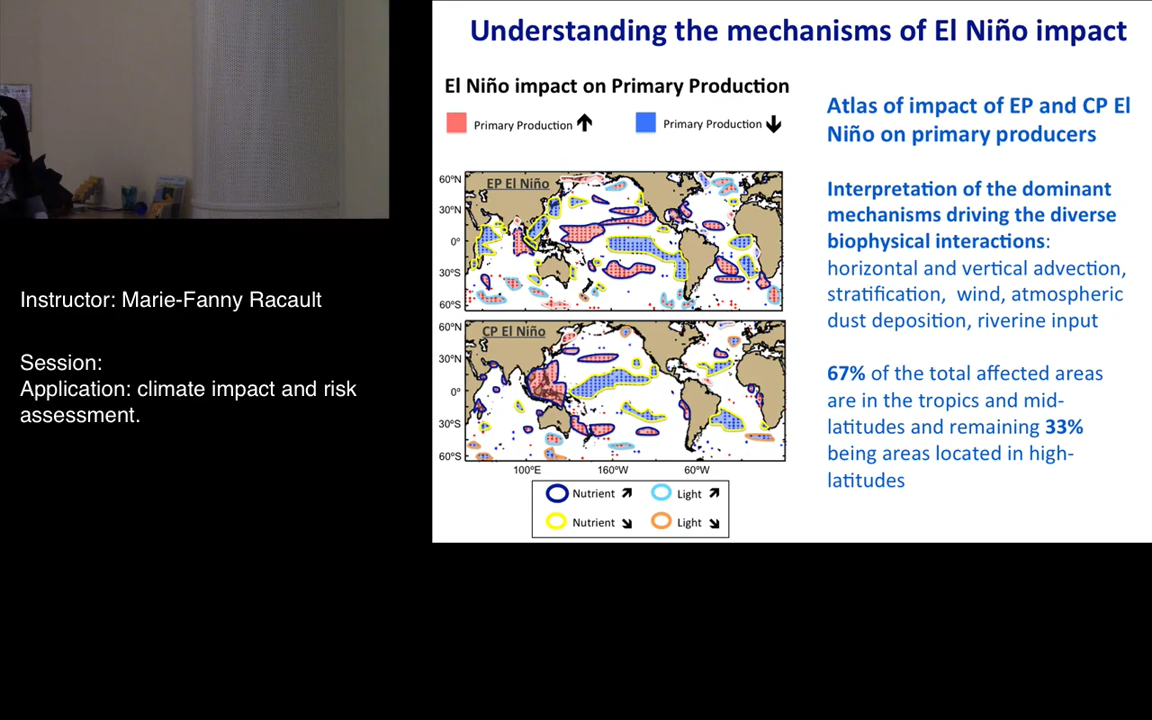 Understanding the mechanisms of El Niño impact
El Niño impact on Primary Production
Primary Production
Primary Production
60°N
30°N
0°
30°S
60°S
EP El Niño
60°N
30°N
0°
30°S
60°S
CP El Niño
100°E
160°W
60°W
Nutrient
Light
Nutrient
Light
Atlas of impact of EP and CP El
Niño on primary producers
Interpretation of the dominant
mechanisms driving the diverse
biophysical interactions:
horizontal and vertical advection,
stratification, wind, atmospheric
dust deposition, riverine input
67% of the total affected areas
are in the tropics and mid-
latitudes and remaining 33%
being areas located in high-
latitudes
Instructor: Marie-Fanny Racault
Session:
Application: climate impact and risk
assessment.